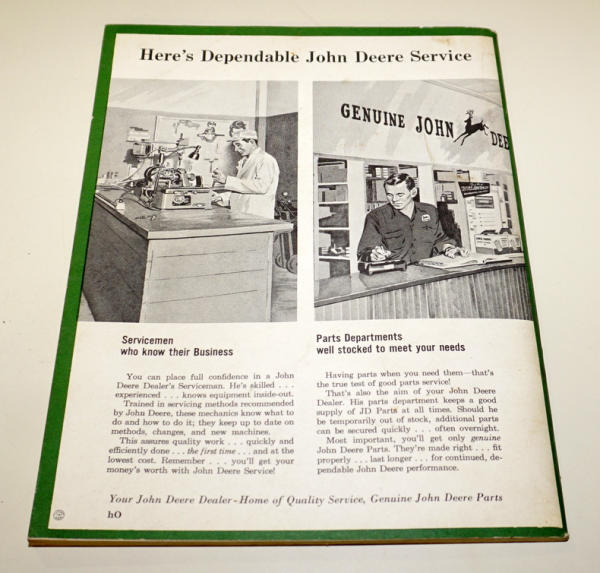 Here's Dependable John Deere Service
GENUINE JOHN DEE
Servicemen
who know their Business
You can place full confidence in a John
Deere Dealer's Serviceman. He's skilled . . .
experienced . . . knows equipment inside-out.
Trained in servicing methods recommended
by John Deere, these mechanics know what to
do and how to do it; they keep up to date on
methods, changes, and new machines.
This assures quality work . . . quickly and
efficiently done . . . the first time . . . and at the
lowest cost. Remember . . . you'll get your
money's worth with John Deere Service!
Parts Departments
well stocked to meet your needs
Having parts when you need them—that's
the true test of good parts service!
That's also the aim of your John Deere
Dealer. His parts department keeps a good
supply of JD Parts at all times. Should he
be temporarily out of stock, additional parts
can be secured quickly . . . often overnight.
Most important, you'll get only genuine
John Deere Parts. They're made right . . . fit
properly . . . last longer . . . for continued, de-
pendable John Deere performance.
Your John Deere Dealer-Home of Quality Service, Genuine John Deere Parts
hO